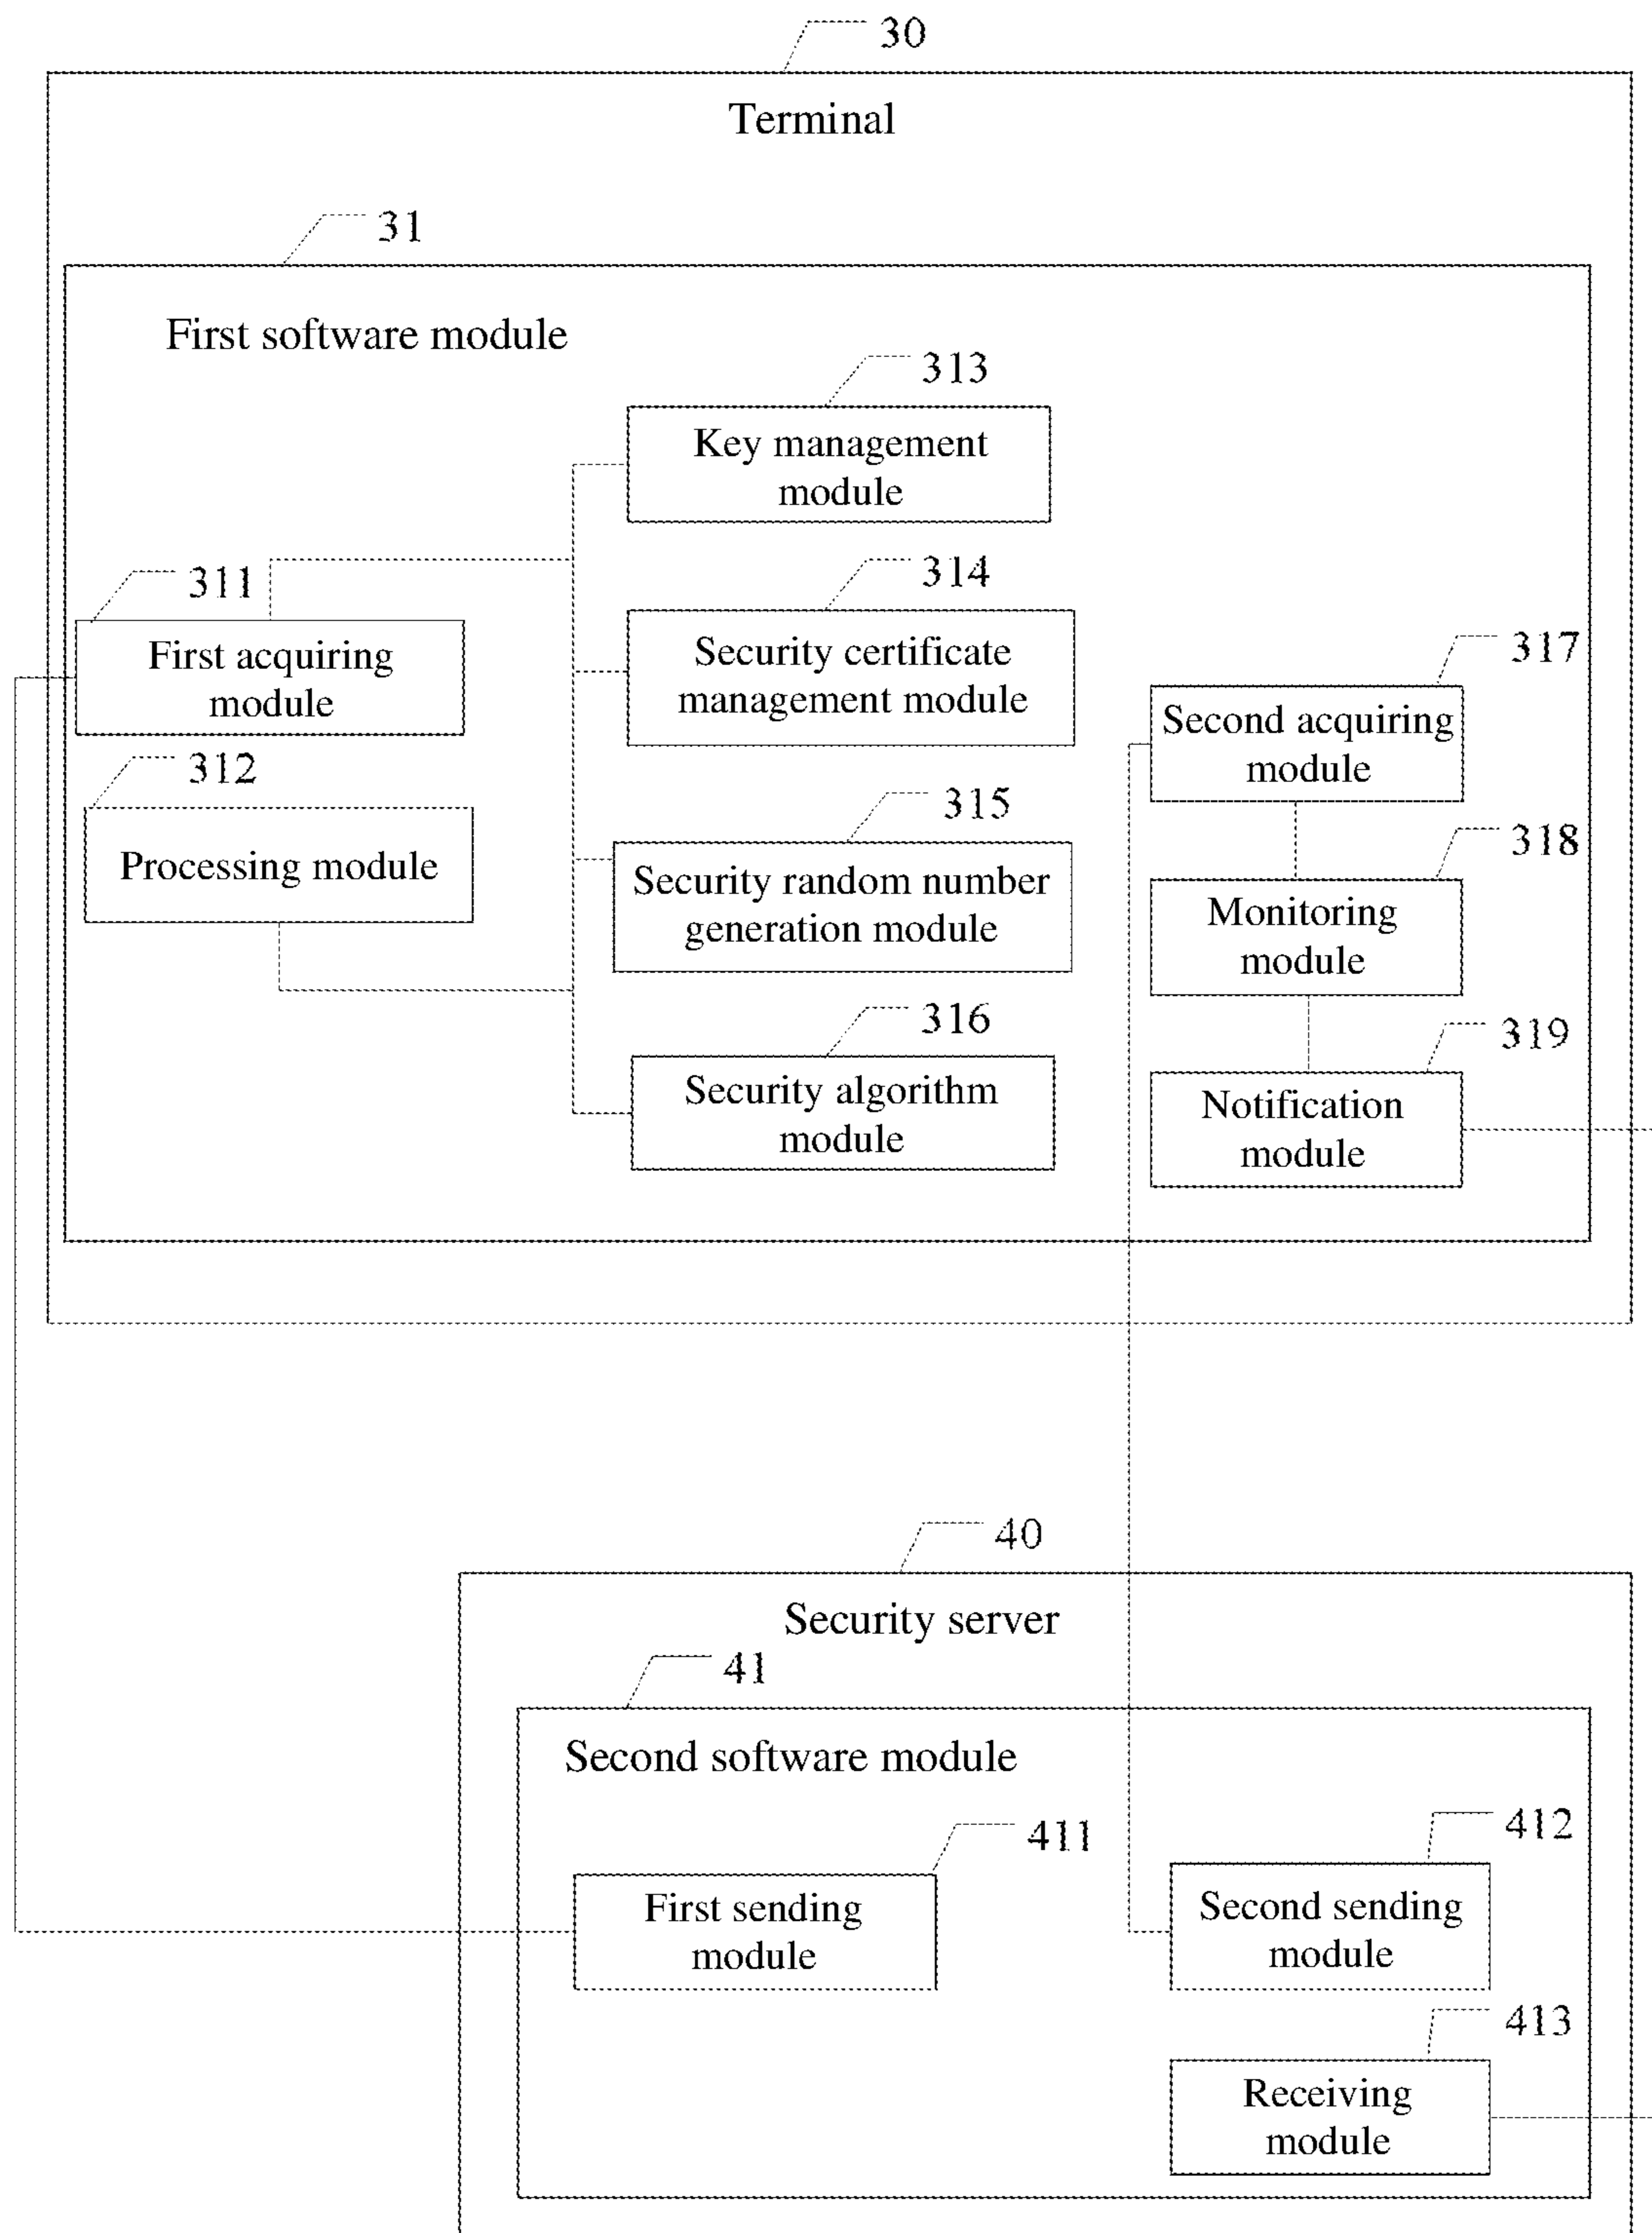 30
Terminal
31
First software module
313
Key management
module
311
First acquiring
module
314
Security certificate
management module
317
Second acquiring
module
312
Processing module
315
Security random number
generation module
318
Monitoring
module
316
Security algorithm
module
319
Notification
module
40
Security server
41
Second software module
411
First sending
module
412
Second sending
module
413
Receiving
module